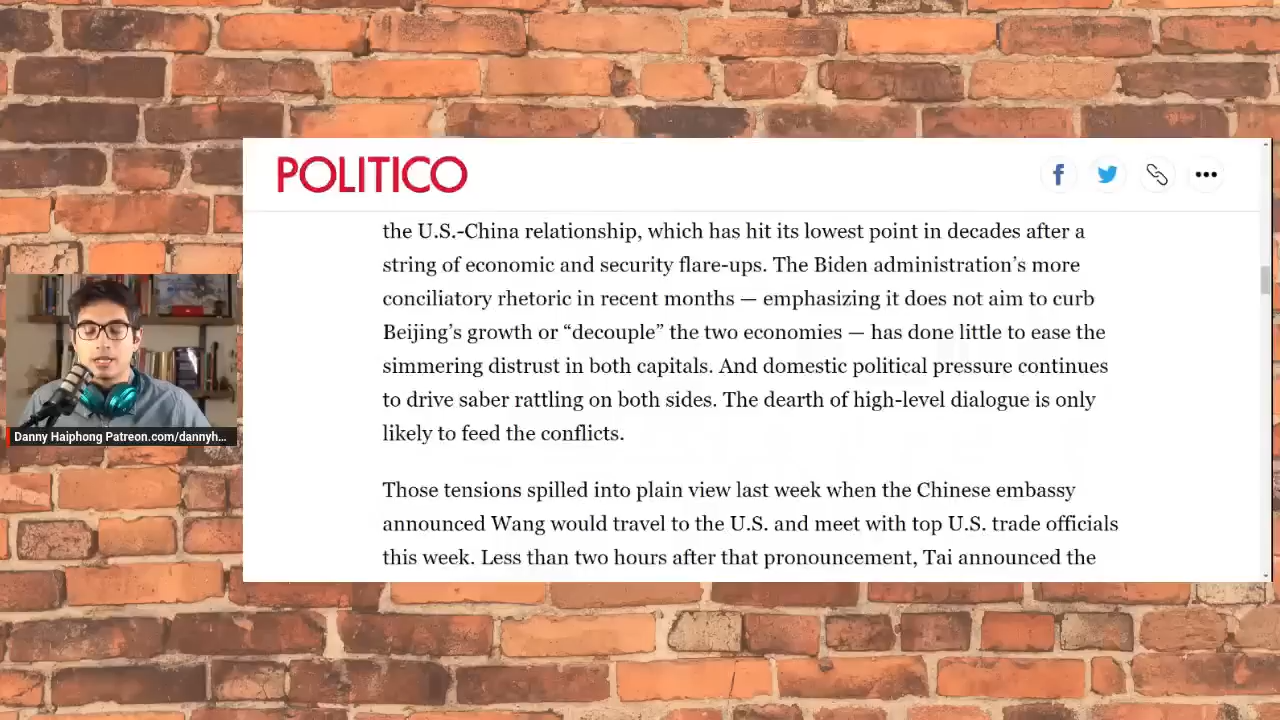 POLITICO
the U.S.-China relationship, which has hit its lowest point in decades after a
string of economic and security flare-ups. The Biden administration’s more
conciliatory rhetoric in recent months — emphasizing it does not aim to curb
Beijing’s growth or “decouple” the two economies — has done little to ease the
simmering distrust in both capitals. And domestic political pressure continues
to drive saber rattling on both sides. The dearth of high-level dialogue is only
likely to feed the conflicts.
Those tensions spilled into plain view last week when the Chinese embassy
announced Wang would travel to the U.S. and meet with top U.S. trade officials
this week. Less than two hours after that pronouncement, Tai announced the
Danny Haiphong Patreon.com/dannyh...